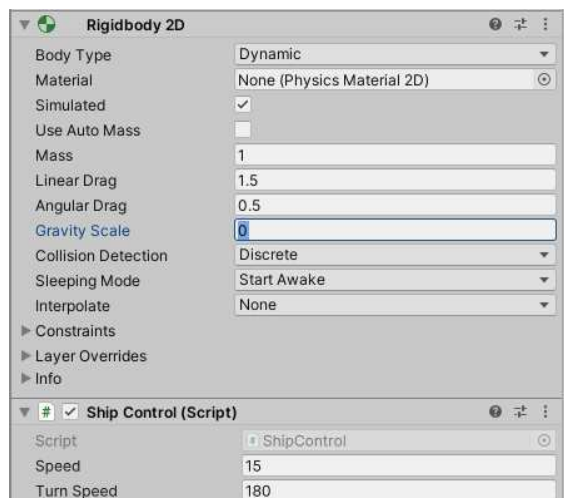 Rigidbody 2D
Body Type Dynamic
Material None (Physics Material 2D)
Simulated
Use Auto Mass
Mass 1
Linear Drag 1.5
Angular Drag 0.5
Gravity Scale 0
Collision Detection Discrete
Sleeping Mode Start Awake
Interpolate None
Constraints
Layer Overrides
Info
# Ship Control (Script)
Script ShipControl
Speed 15
Turn Speed 180